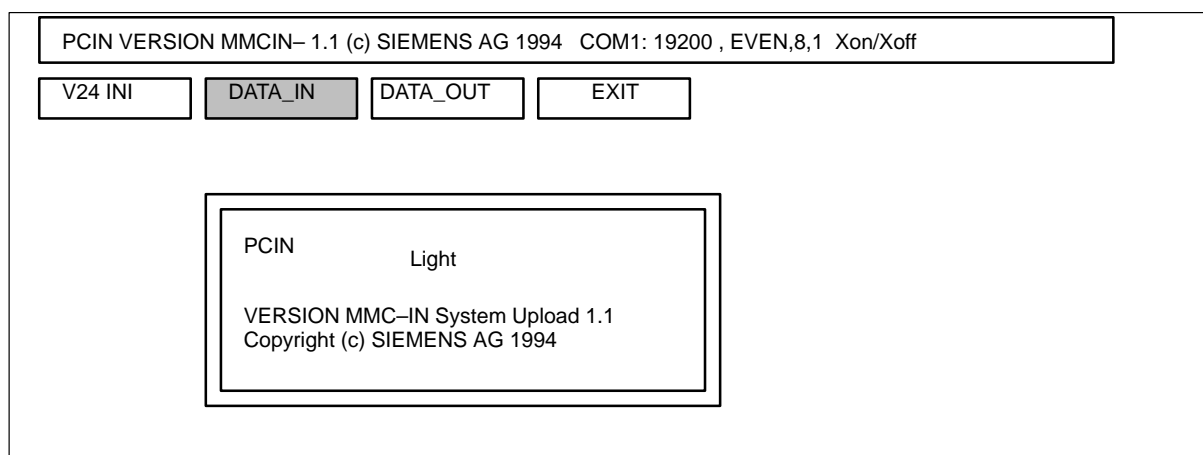 PCIN VERSION MMCIN– 1.1 (c) SIEMENS AG 1994 COM1: 19200 , EVEN,8,1 Xon/Xoff
V24 INI DATA_IN DATA_OUT EXIT
PCIN
Light
VERSION MMC–IN System Upload 1.1
Copyright (c) SIEMENS AG 1994